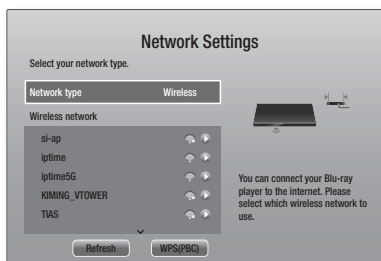 Network Settings
Select your network type.
Network type Wireless
Wireless network
si-ap
iptime
iptime5G
KIMING_VTOWER
TIAS
You can connect your Blu-ray
player to the internet. Please
select which wireless network to
use.
Refresh WPS(PBC)